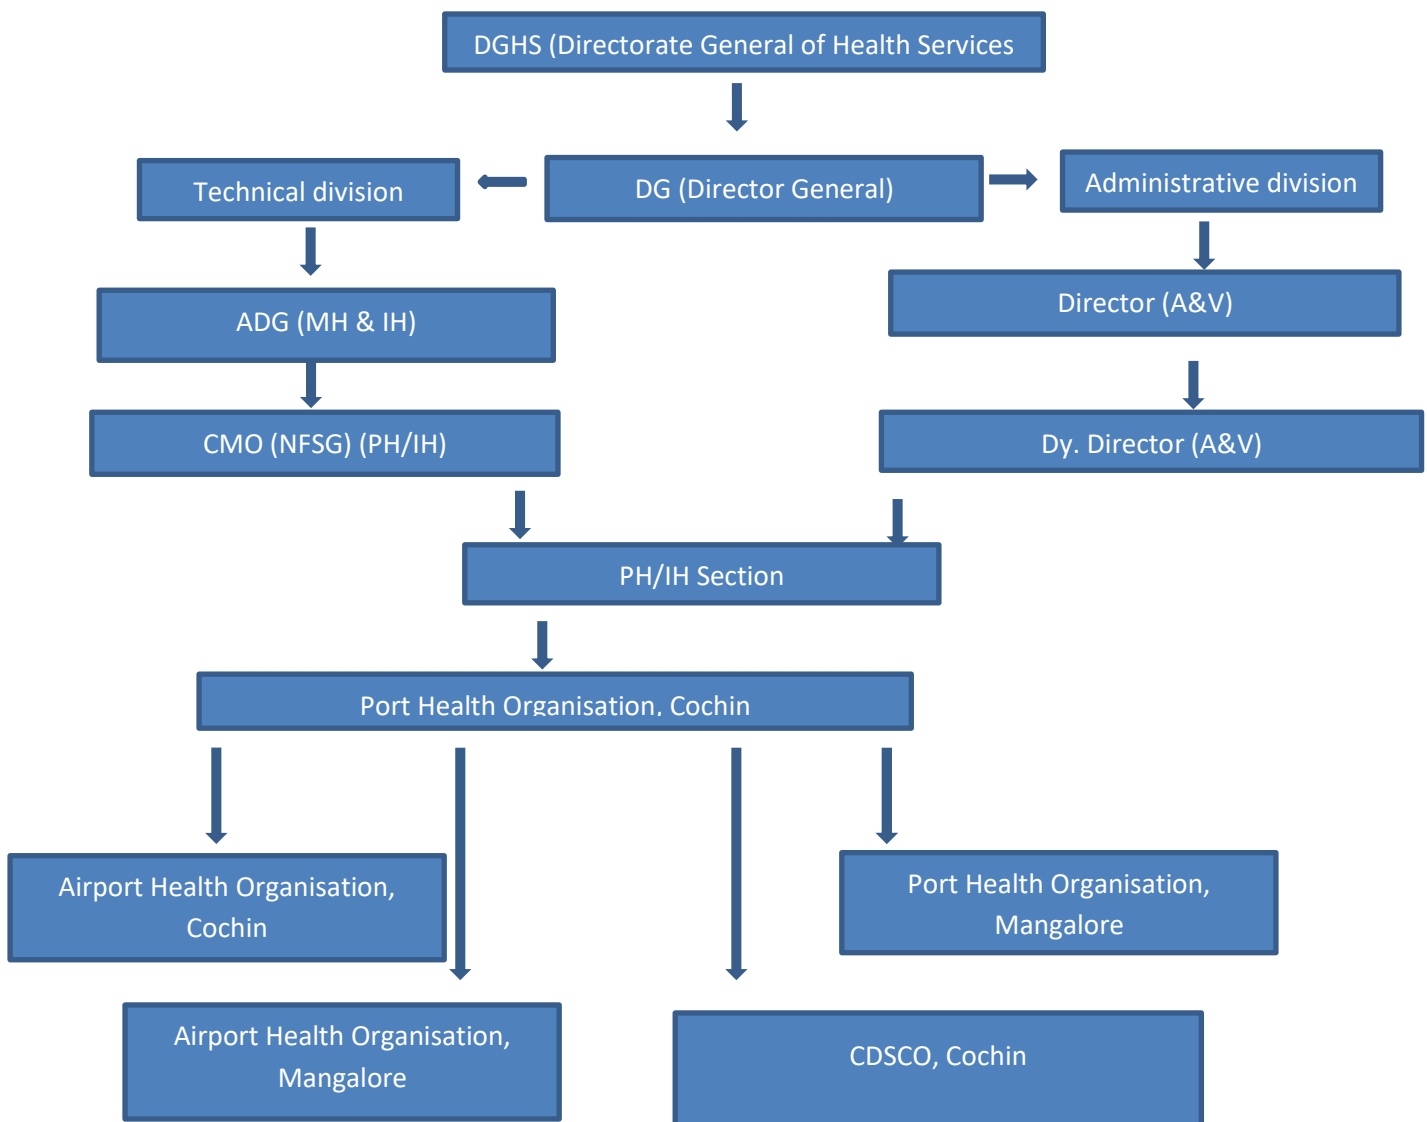 DGHS (Directorate General of Health Services
Technical division
DG (Director General)
Administrative division
ADG (MH & IH)
Director (A&V)
CMO (NFSG) (PH/IH)
Dy. Director (A&V)
PH/IH Section
Port Health Organisation, Cochin
Airport Health Organisation,
Cochin
Port Health Organisation,
Mangalore
Airport Health Organisation,
Mangalore
CDSCO, Cochin